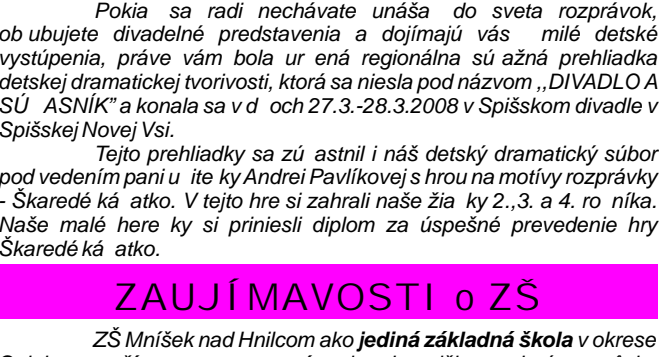 Pokia sa radi nechávate unáša do sveta rozprávok,
ob ubujete divadelné predstavenia a dojímajú vás milé detské
vystúpenia, práve vám bola ur ená regionálna sú ažná prehliadka
detskej dramatickej tvorivosti, ktorá sa niesla pod názvom ,,DIVADLO A
SÚ ASNÍK" a konala sa v d och 27.3.-28.3.2008 v Spišskom divadle v
Spišskej Novej Vsi.
Tejto prehliadky sa zú astnil i náš detský dramatický súbor
pod vedením pani u ite ky Andrei Pavlíkovej s hrou na motívy rozprávky
- Škaredé ká atko. V tejto hre si zahrali naše žia ky 2.,3. a 4. ro níka.
Naše malé here ky si priniesli diplom za úspešné prevedenie hry
Škaredé ká atko.
ZAUJÍMAVOSTI o ZŠ
ZŠ Mníšek nad Hnilcom ako jediná základná škola v okrese